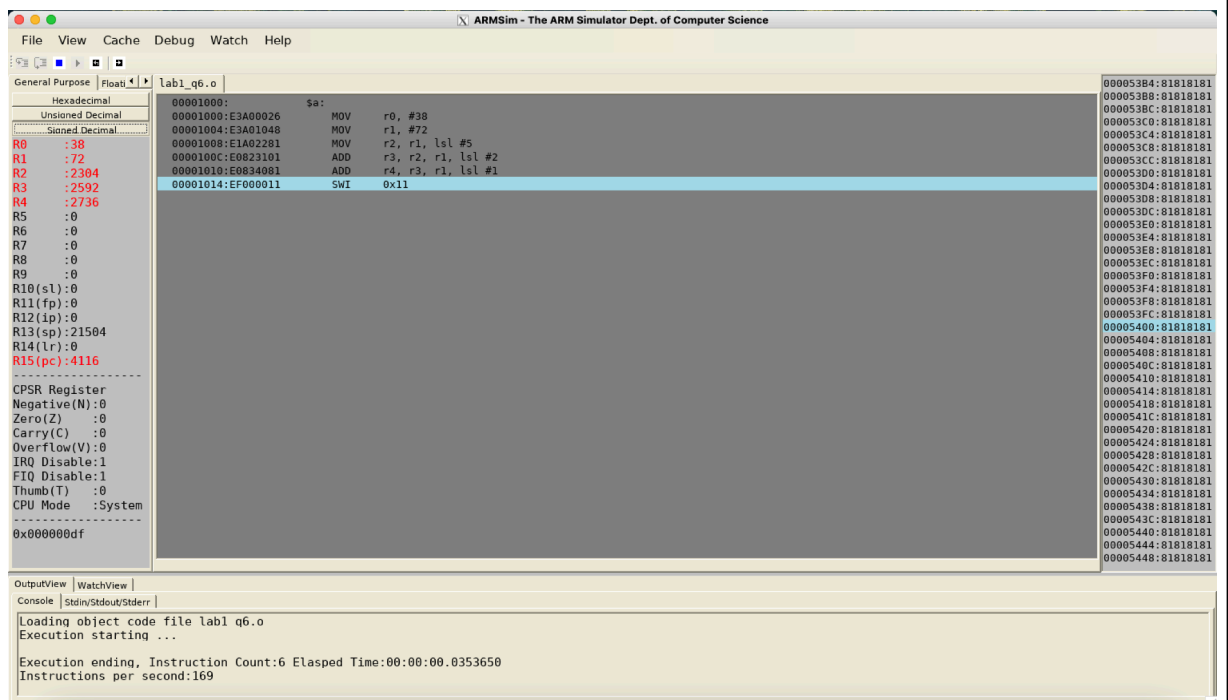 ARMSim - The ARM Simulator Dept. of Computer Science
File View Cache Debug Watch Help
General Purpose Floati
Hexadecimal
Unsigned Decimal
Signed Decimal
R0 :38
R1 :72
R2 :2304
R3 :2592
R4 :2736
R5 :0
R6 :0
R7 :0
R8 :0
R9 :0
R10(sl):0
R11(fp):0
R12(ip):0
R13(sp):21504
R14(lr):0
R15(pc):4116
------------------
CPSR Register
Negative(N):0
Zero(Z) :0
Carry(C) :0
Overflow(V):0
IRQ Disable:1
FIQ Disable:1
Thumb(T) :0
CPU Mode :System
------------------
0x000000df
lab1_q6.o
00001000: $a:
00001000:E3A00026 MOV r0, #38
00001004:E3A01048 MOV r1, #72
00001008:E1A02281 MOV r2, r1, lsl #5
0000100C:E0823101 ADD r3, r2, r1, lsl #2
00001010:E0834081 ADD r4, r3, r1, lsl #1
00001014:EF000011 SWI 0x11
000053B4:81818181
000053B8:81818181
000053BC:81818181
000053C0:81818181
000053C4:81818181
000053C8:81818181
000053CC:81818181
000053D0:81818181
000053D4:81818181
000053D8:81818181
000053DC:81818181
000053E0:81818181
000053E4:81818181
000053E8:81818181
000053EC:81818181
000053F0:81818181
000053F4:81818181
000053F8:81818181
000053FC:81818181
00005400:81818181
00005404:81818181
00005408:81818181
0000540C:81818181
00005410:81818181
00005414:81818181
00005418:81818181
0000541C:81818181
00005420:81818181
00005424:81818181
00005428:81818181
0000542C:81818181
00005430:81818181
00005434:81818181
00005438:81818181
0000543C:81818181
00005440:81818181
00005444:81818181
00005448:81818181
OutputView WatchView
Console Stdin/Stdout/Stderr
Loading object code file lab1_q6.o
Execution starting ...
Execution ending, Instruction Count:6 Elasped Time:00:00:00.0353650
Instructions per second:169